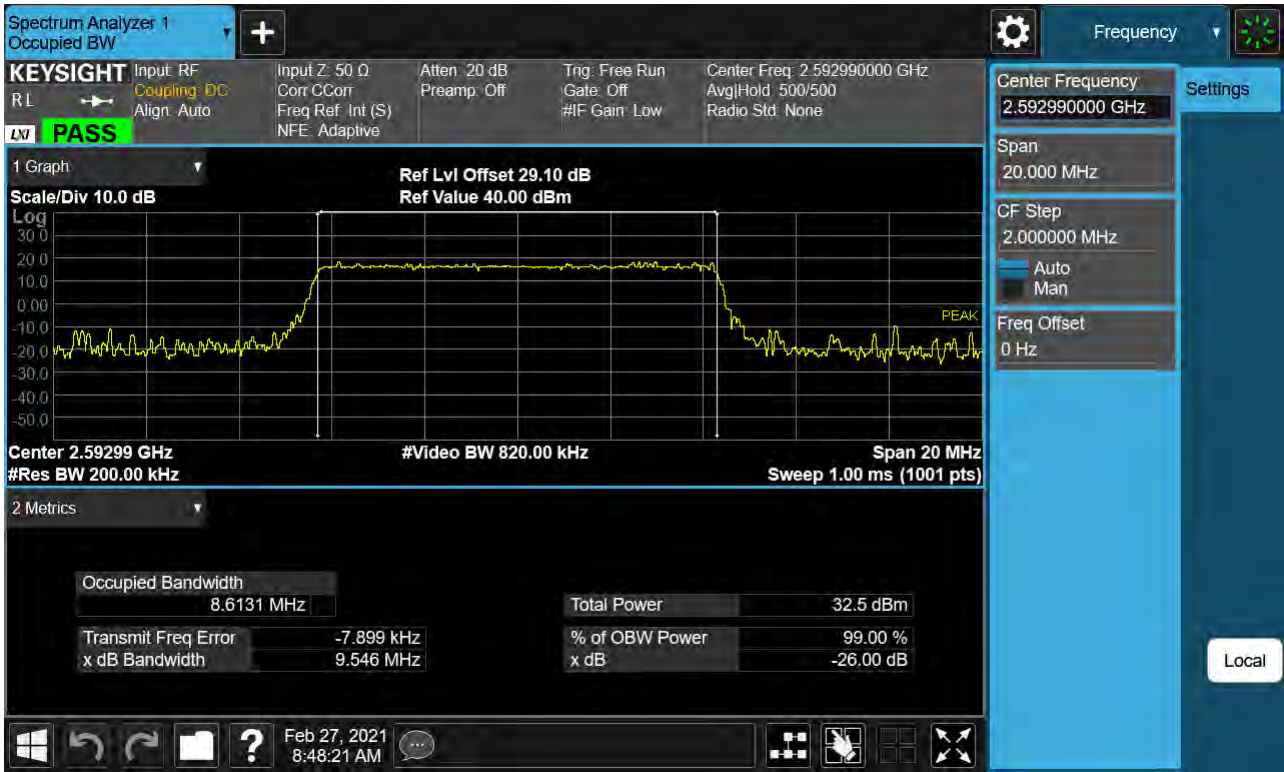 Spectrum Analyzer 1
Occupied BW
Frequency
KEYSIGHT
RL
LXI
PASS
Input: RF
Coupling: DC
Align: Auto
Input Z: 50 Ω
Corr CCorr
Freq Ref: Int (S)
NFE: Adaptive
Atten: 20 dB
Preamp: Off
Trig: Free Run
Gate: Off
#IF Gain: Low
Center Freq: 2.592990000 GHz
Avg|Hold: 500/500
Radio Std: None
Center Frequency
2.592990000 GHz
Settings
Span
20.000 MHz
CF Step
2.000000 MHz
Auto
Man
Freq Offset
0 Hz
Local
1 Graph
Scale/Div 10.0 dB
Ref Lvl Offset 29.10 dB
Ref Value 40.00 dBm
Log
30.0
20.0
10.0
0.00
-10.0
-20.0
-30.0
-40.0
-50.0
PEAK
Center 2.59299 GHz
#Video BW 820.00 kHz
Span 20 MHz
#Res BW 200.00 kHz
Sweep 1.00 ms (1001 pts)
2 Metrics
Occupied Bandwidth
8.6131 MHz
Total Power 32.5 dBm
Transmit Freq Error -7.899 kHz
% of OBW Power 99.00 %
x dB Bandwidth 9.546 MHz
x dB -26.00 dB
Feb 27, 2021
8:48:21 AM